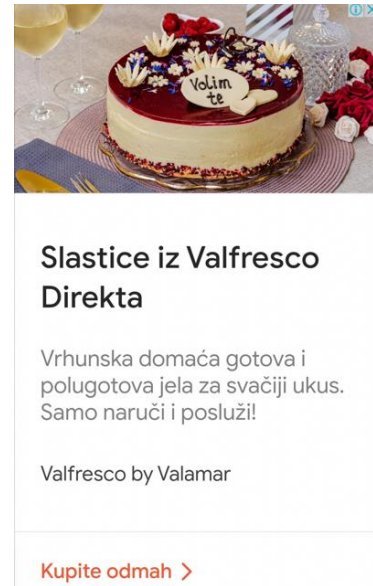 Volim
te
Slastice iz Valfresco
Direkta
Vrhunska domaća gotova i
polugotova jela za svačiji ukus.
Samo naruči i posluži!
Valfresco by Valamar
Kupite odmah